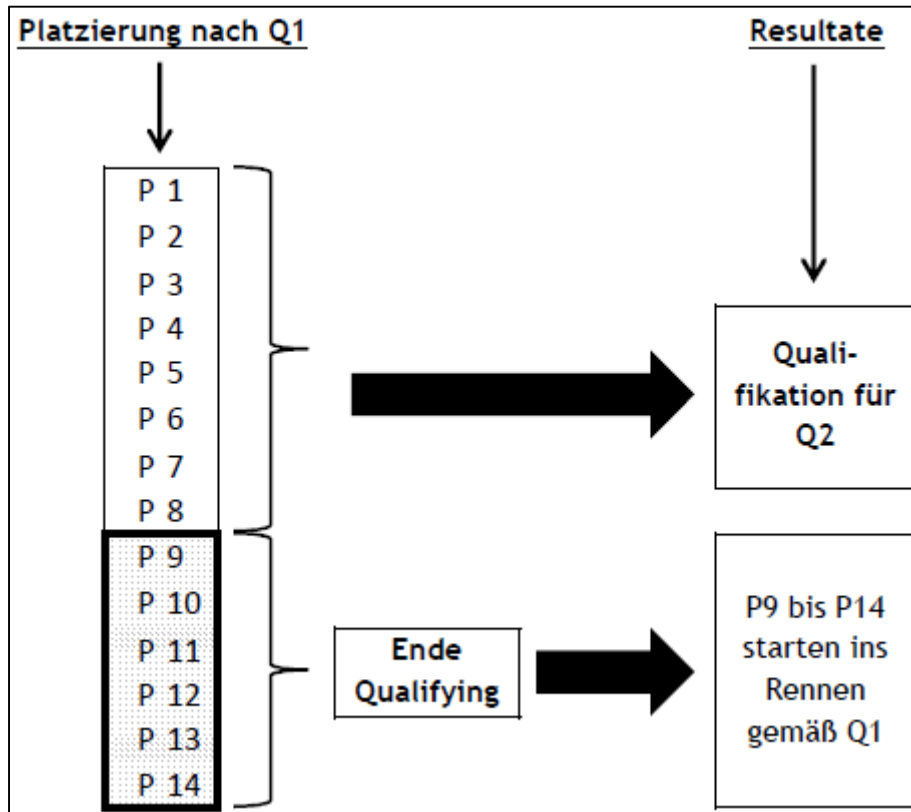 Platzierung nach Q1
Resultate
P 1
P 2
P 3
P 4
P 5
P 6
P 7
P 8
Quali-
fikation für
Q2
P 9
P 10
P 11
P 12
P 13
P 14
Ende
Qualifying
P9 bis P14
starten ins
Rennen
gemäß Q1